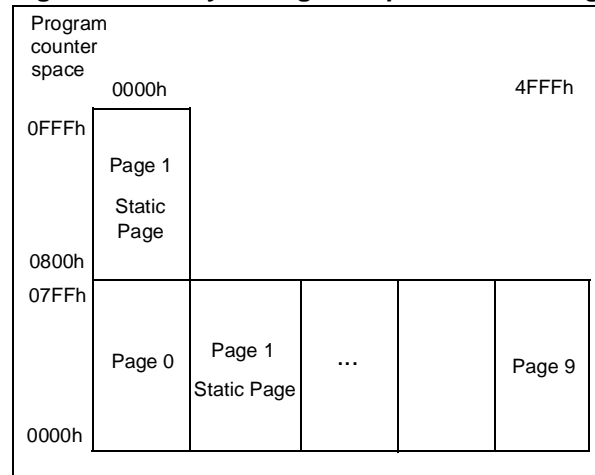 Program
counter
space
0000h
4FFFh
0FFFh
Page 1
Static
Page
0800h
07FFh
Page 0
Page 1
Static Page
...
Page 9
0000h